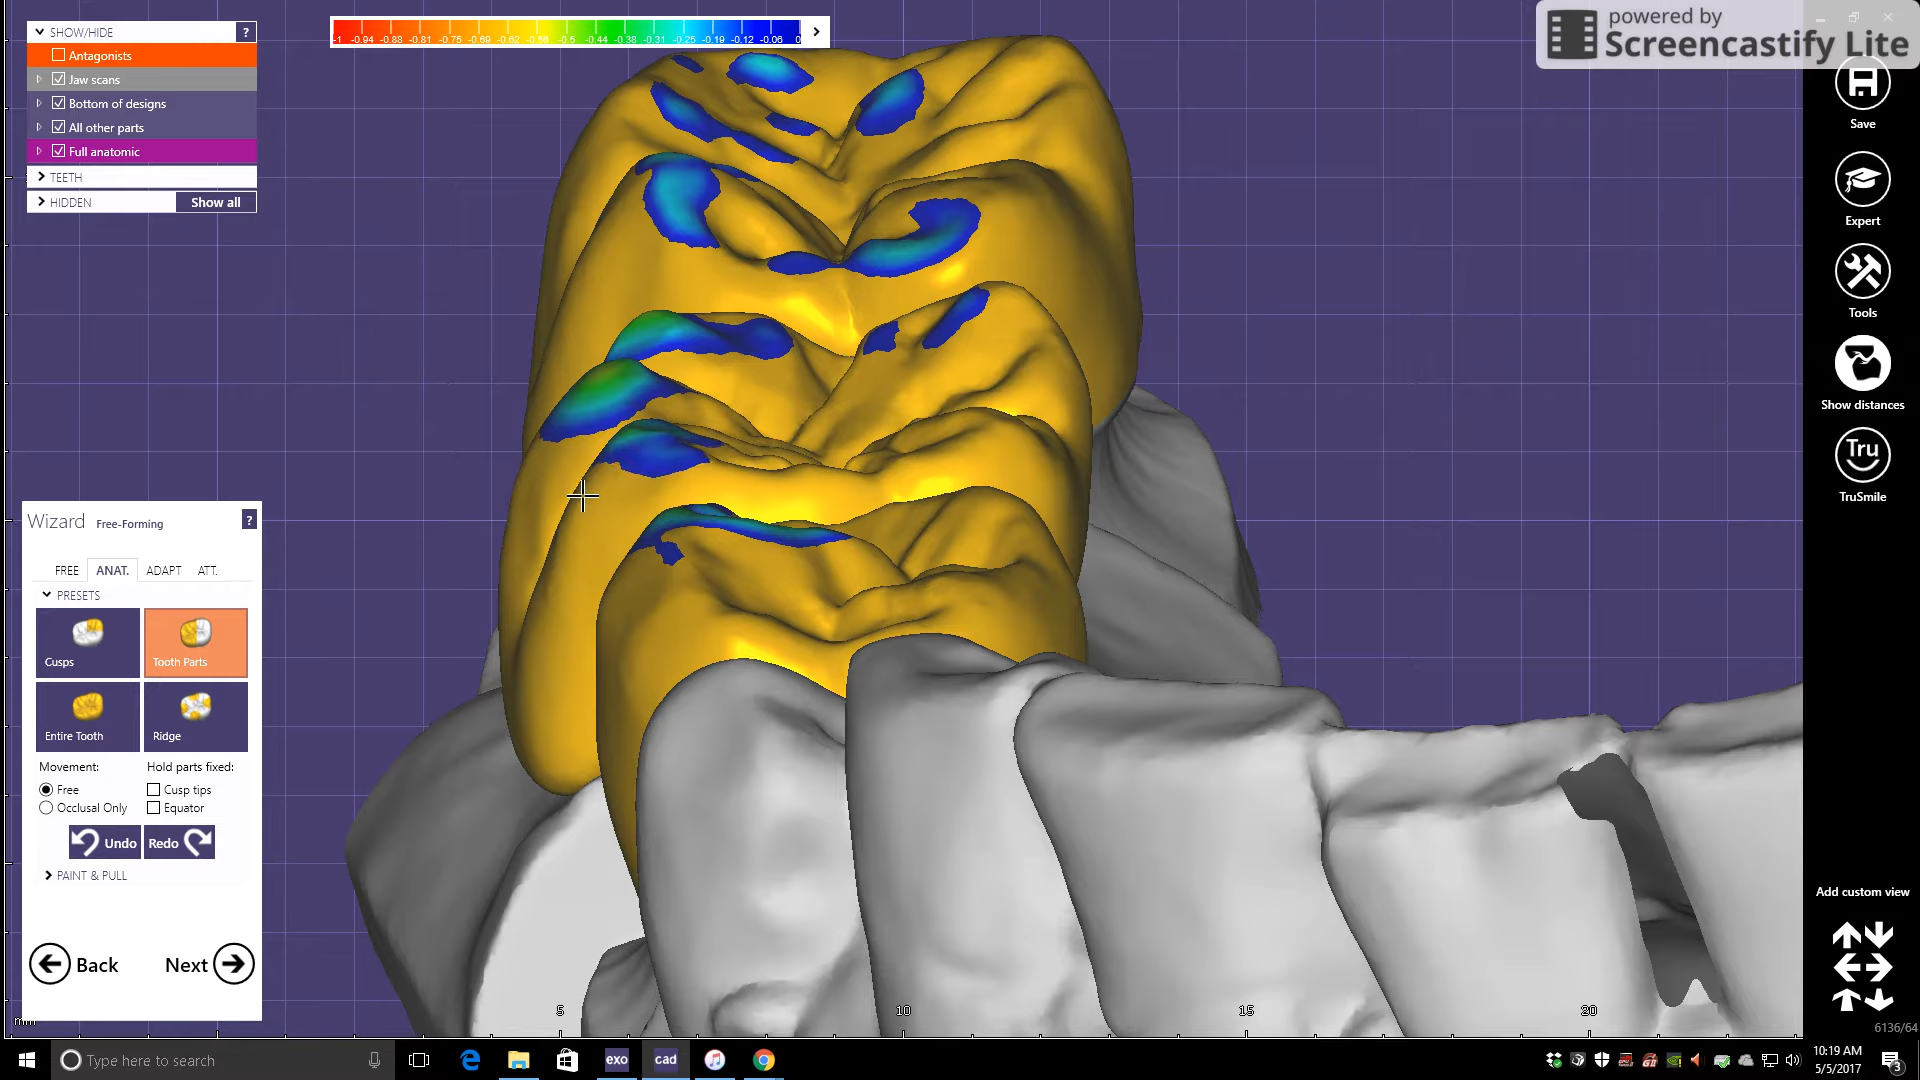 SHOW/HIDE ?
Antagonists
Jaw scans
Bottom of designs
All other parts
Full anatomic
TEETH
HIDDEN Show all
-1 -0.94 -0.88 -0.81 -0.75 -0.69 -0.62 -0.56 -0.5 -0.44 -0.38 -0.31 -0.25 -0.19 -0.12 -0.06 0
powered by
Screencastify Lite
Save
Expert
Tools
Show distances
Tru
TruSmile
Wizard Free-Forming ?
FREE ANAT. ADAPT ATT.
PRESETS
Cusps Tooth Parts
Entire Tooth Ridge
Movement: Hold parts fixed:
Free Cusp tips
Occlusal Only Equator
Undo Redo
PAINT & PULL
Back Next
Add custom view
mm 5 10 15 20
6136/64
Type here to search
exo cad
10:19 AM
5/5/2017
3